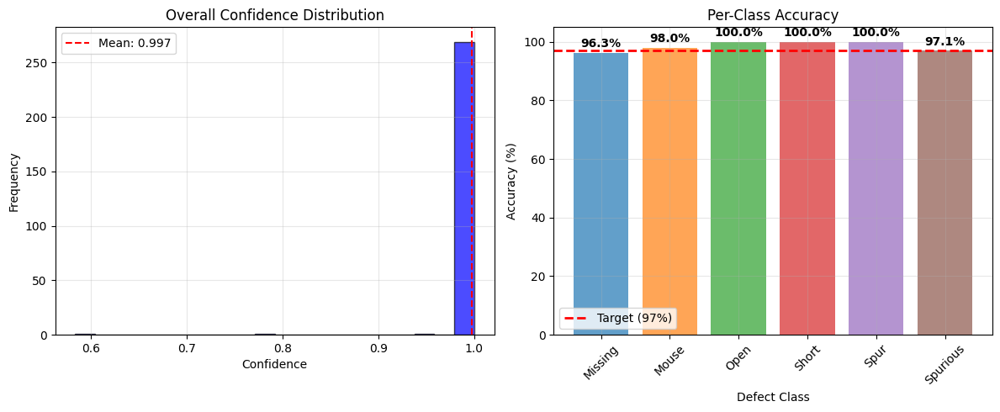 Overall Confidence Distribution
Mean: 0.997
Frequency
250
200
150
100
50
0
0.6 0.7 0.8 0.9 1.0
Confidence
Per-Class Accuracy
96.3% 98.0% 100.0% 100.0% 100.0% 97.1%
Accuracy (%)
100
80
60
40
20
0
Target (97%)
Missing Mouse Open Short Spur Spurious
Defect Class